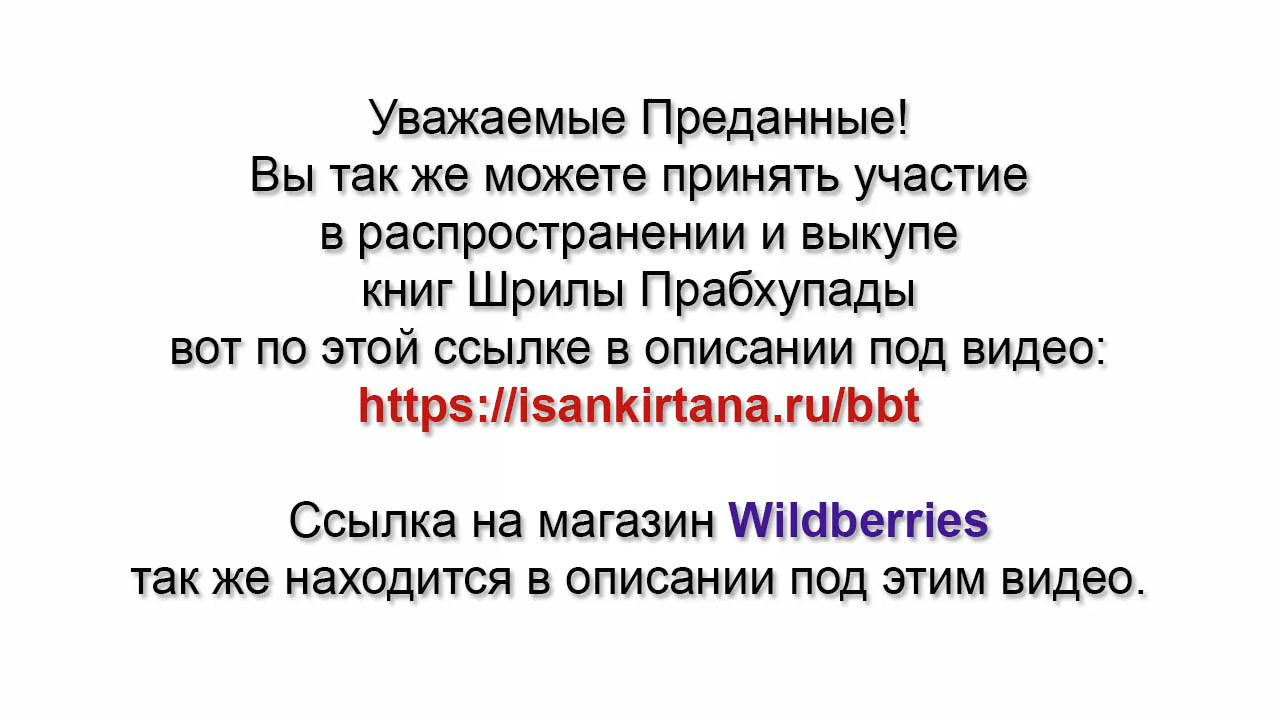 Уважаемые Преданные!
Вы так же можете принять участие
в распространении и выкупе
книг Шрилы Прабхупады
вот по этой ссылке в описании под видео:
https://isankirtana.ru/bbt
Ссылка на магазин Wildberries
так же находится в описании под этим видео.